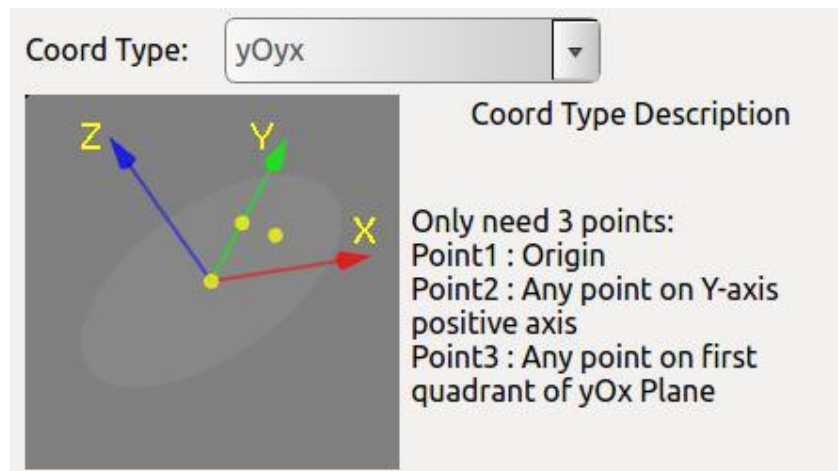 Coord Type: yOyx
Coord Type Description
Z
Y
X
Only need 3 points:
Point1 : Origin
Point2 : Any point on Y-axis
positive axis
Point3 : Any point on first
quadrant of yOx Plane